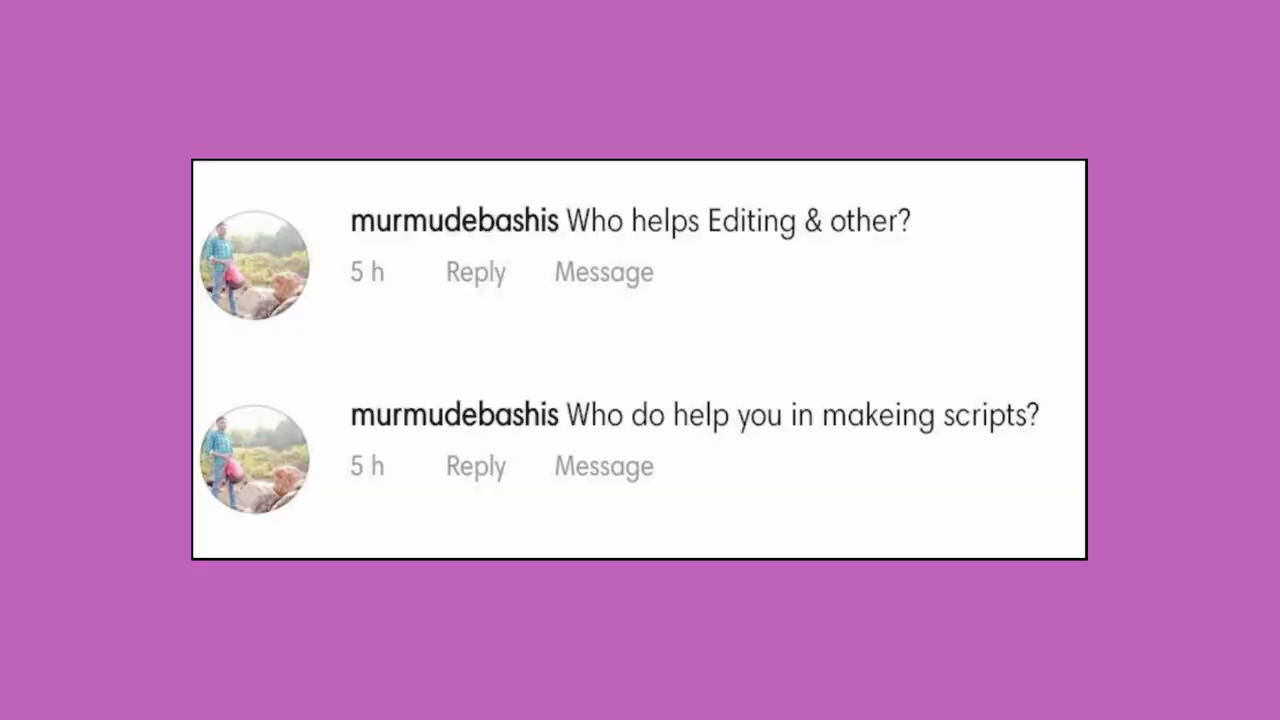 murmudebashis Who helps Editing & other?
5 h Reply Message
murmudebashis Who do help you in makeing scripts?
5 h Reply Message